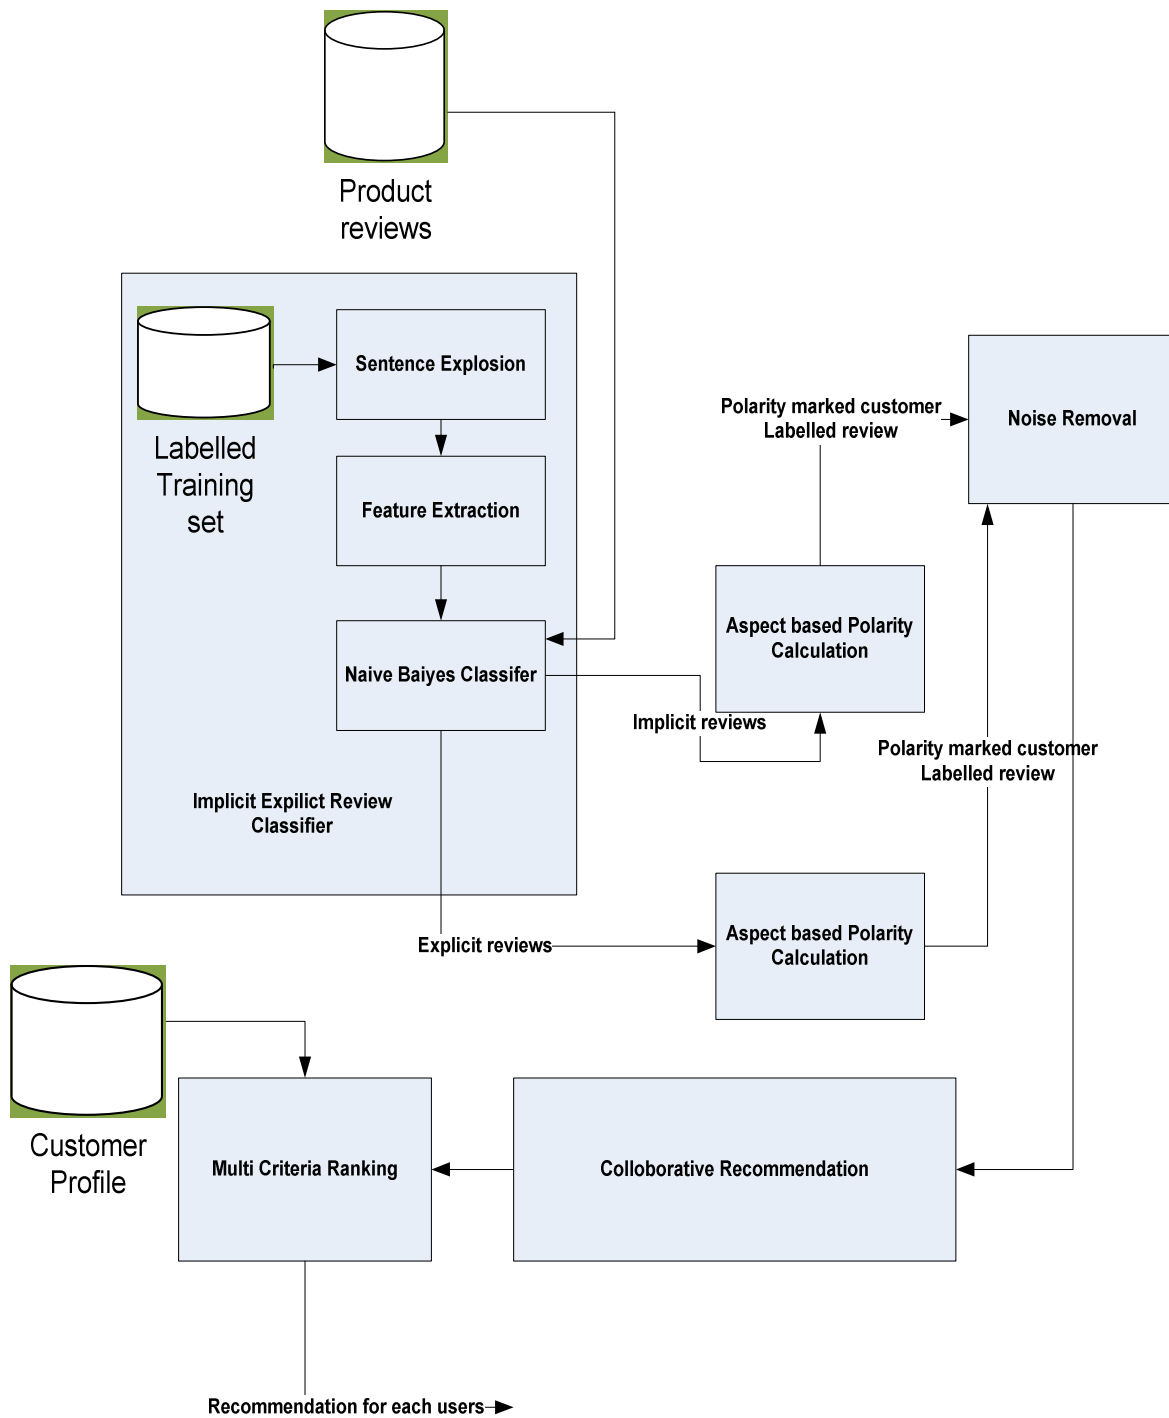 Product
reviews
Sentence Explosion
Labelled
Training
set
Feature Extraction
Naive Baiyes Classifer
Implicit Expilict Review
Classifier
Polarity marked customer
Labelled review
Noise Removal
Aspect based Polarity
Calculation
Implicit reviews
Polarity marked customer
Labelled review
Explicit reviews
Aspect based Polarity
Calculation
Customer
Profile
Multi Criteria Ranking
Colloborative Recommendation
Recommendation for each users